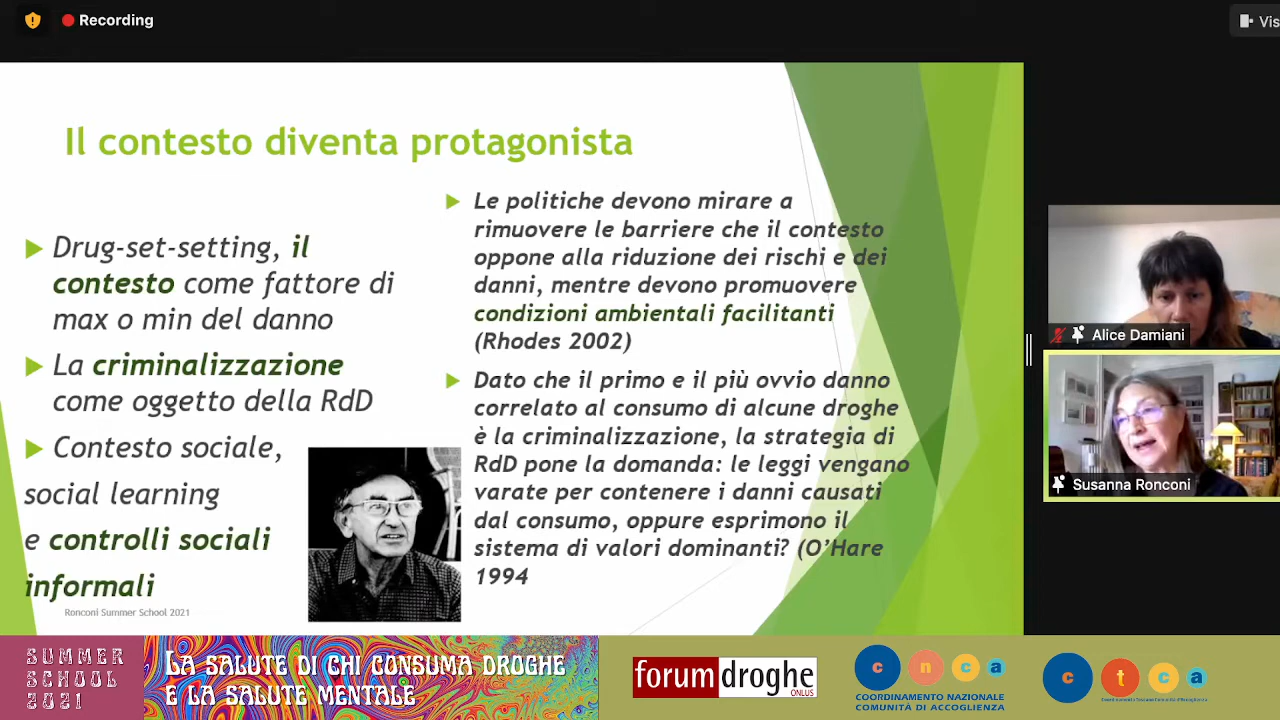 Recording
Vis
Il contesto diventa protagonista
Drug-set-setting, il
contesto come fattore di
max o min del danno
La criminalizzazione
come oggetto della RdD
Contesto sociale,
social learning
e controlli sociali
informali
Ronconi Summer School 2021
Le politiche devono mirare a
rimuovere le barriere che il contesto
oppone alla riduzione dei rischi e dei
danni, mentre devono promuovere
condizioni ambientali facilitanti
(Rhodes 2002)
Dato che il primo e il più ovvio danno
correlato al consumo di alcune droghe
è la criminalizzazione, la strategia di
RdD pone la domanda: le leggi vengano
varate per contenere i danni causati
dal consumo, oppure esprimono il
sistema di valori dominanti? (O'Hare
1994
Alice Damiani
Susanna Ronconi
SUMMER
SCHOOL
2021
LA SALUTE DI CHI CONSUMA DROGHE
E LA SALUTE MENTALE
forumdroghe
ONLUS
c n c a
COORDINAMENTO NAZIONALE
COMUNITÀ DI ACCOGLIENZA
c t c a